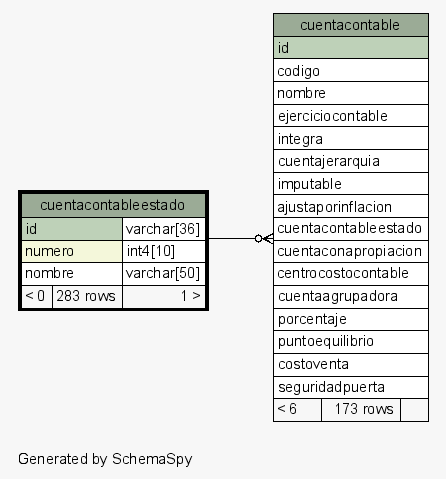 cuentacontable
id
codigo
nombre
ejerciciocontable
integra
cuentajerarquia
imputable
ajustaporinflacion
cuentacontableestado
cuentaconapropiacion
centrocostocontable
cuentaagrupadora
porcentaje
puntoequilibrio
costoventa
seguridadpuerta
< 6 173 rows
cuentacontableestado
id varchar[36]
numero int4[10]
nombre varchar[50]
< 0 283 rows 1 >
Generated by SchemaSpy